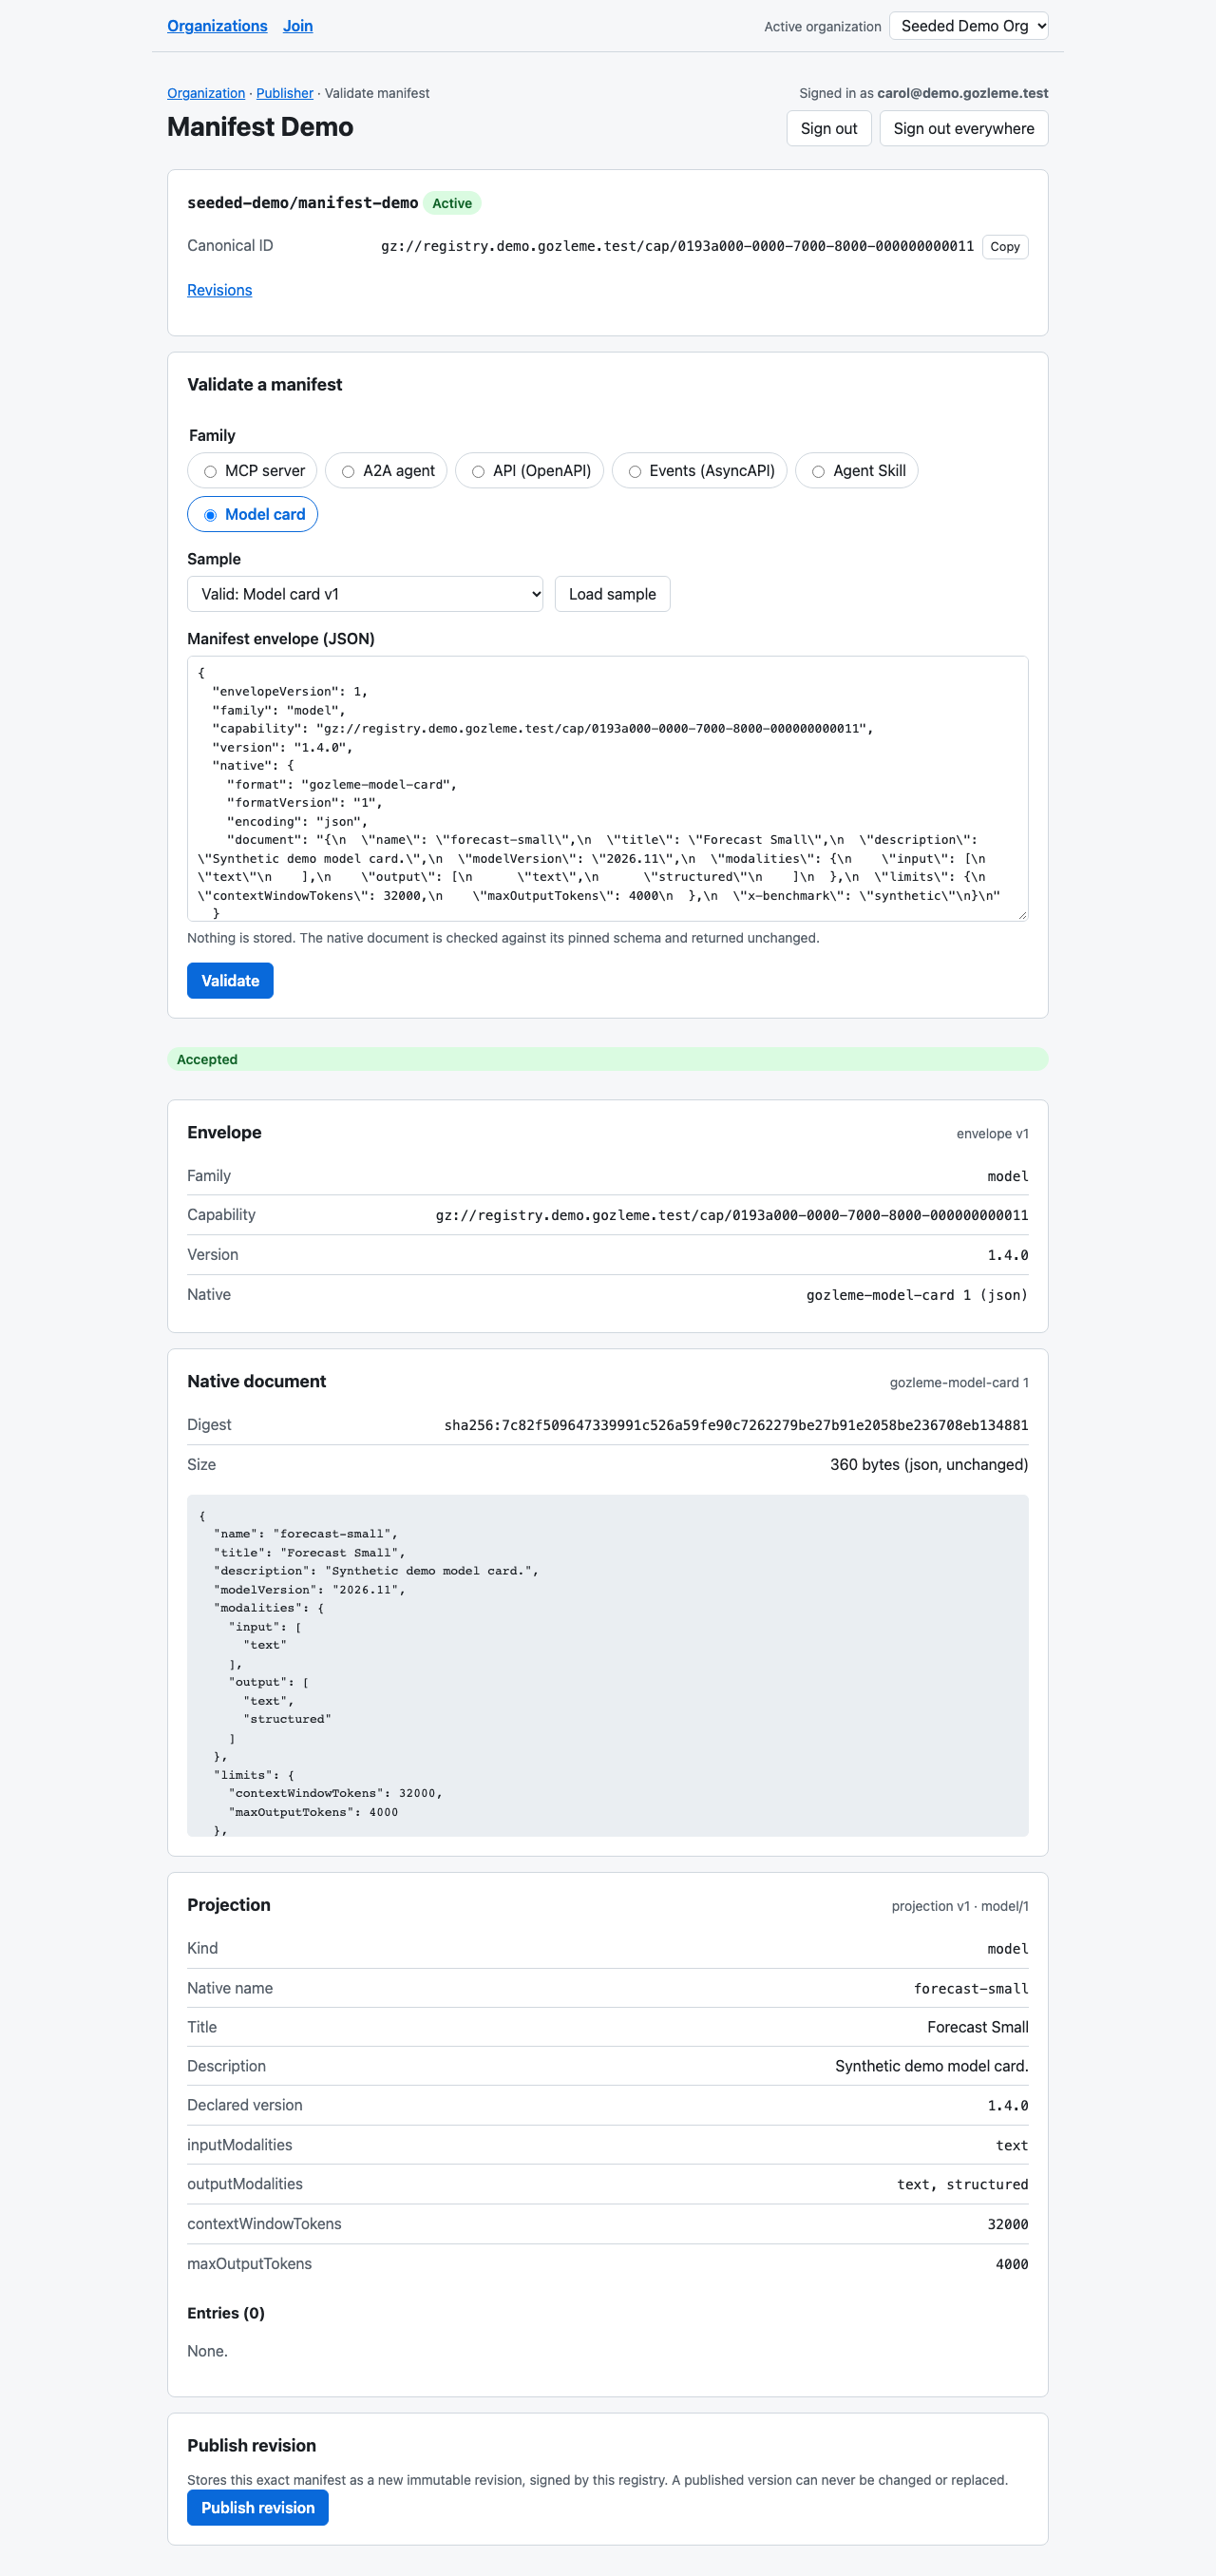 Organizations Join
Active organization Seeded Demo Org
Organization · Publisher · Validate manifest
Signed in as carol@demo.gozleme.test
Manifest Demo
Sign out Sign out everywhere
seeded-demo/manifest-demo Active
Canonical ID gz://registry.demo.gozleme.test/cap/0193a000-0000-7000-8000-000000000011 Copy
Revisions
Validate a manifest
Family
MCP server A2A agent API (OpenAPI) Events (AsyncAPI) Agent Skill
Model card
Sample
Valid: Model card v1 Load sample
Manifest envelope (JSON)
{
  "envelopeVersion": 1,
  "family": "model",
  "capability": "gz://registry.demo.gozleme.test/cap/0193a000-0000-7000-8000-000000000011",
  "version": "1.4.0",
  "native": {
    "format": "gozleme-model-card",
    "formatVersion": "1",
    "encoding": "json",
    "document": "{\n  \"name\": \"forecast-small\",\n  \"title\": \"Forecast Small\",\n  \"description\":
\"Synthetic demo model card.\",\n  \"modelVersion\": \"2026.11\",\n  \"modalities\": {\n    \"input\": [\n
\"text\"\n    ],\n    \"output\": [\n      \"text\",\n      \"structured\"\n    ]\n  },\n  \"limits\": {\n
\"contextWindowTokens\": 32000,\n    \"maxOutputTokens\": 4000\n  },\n  \"x-benchmark\": \"synthetic\"\n}\n"
  }
Nothing is stored. The native document is checked against its pinned schema and returned unchanged.
Validate
Accepted
Envelope envelope v1
Family model
Capability gz://registry.demo.gozleme.test/cap/0193a000-0000-7000-8000-000000000011
Version 1.4.0
Native gozleme-model-card 1 (json)
Native document gozleme-model-card 1
Digest sha256:7c82f509647339991c526a59fe90c7262279be27b91e2058be236708eb134881
Size 360 bytes (json, unchanged)
{
  "name": "forecast-small",
  "title": "Forecast Small",
  "description": "Synthetic demo model card.",
  "modelVersion": "2026.11",
  "modalities": {
    "input": [
      "text"
    ],
    "output": [
      "text",
      "structured"
    ]
  },
  "limits": {
    "contextWindowTokens": 32000,
    "maxOutputTokens": 4000
  },
Projection projection v1 · model/1
Kind model
Native name forecast-small
Title Forecast Small
Description Synthetic demo model card.
Declared version 1.4.0
inputModalities text
outputModalities text, structured
contextWindowTokens 32000
maxOutputTokens 4000
Entries (0)
None.
Publish revision
Stores this exact manifest as a new immutable revision, signed by this registry. A published version can never be changed or replaced.
Publish revision